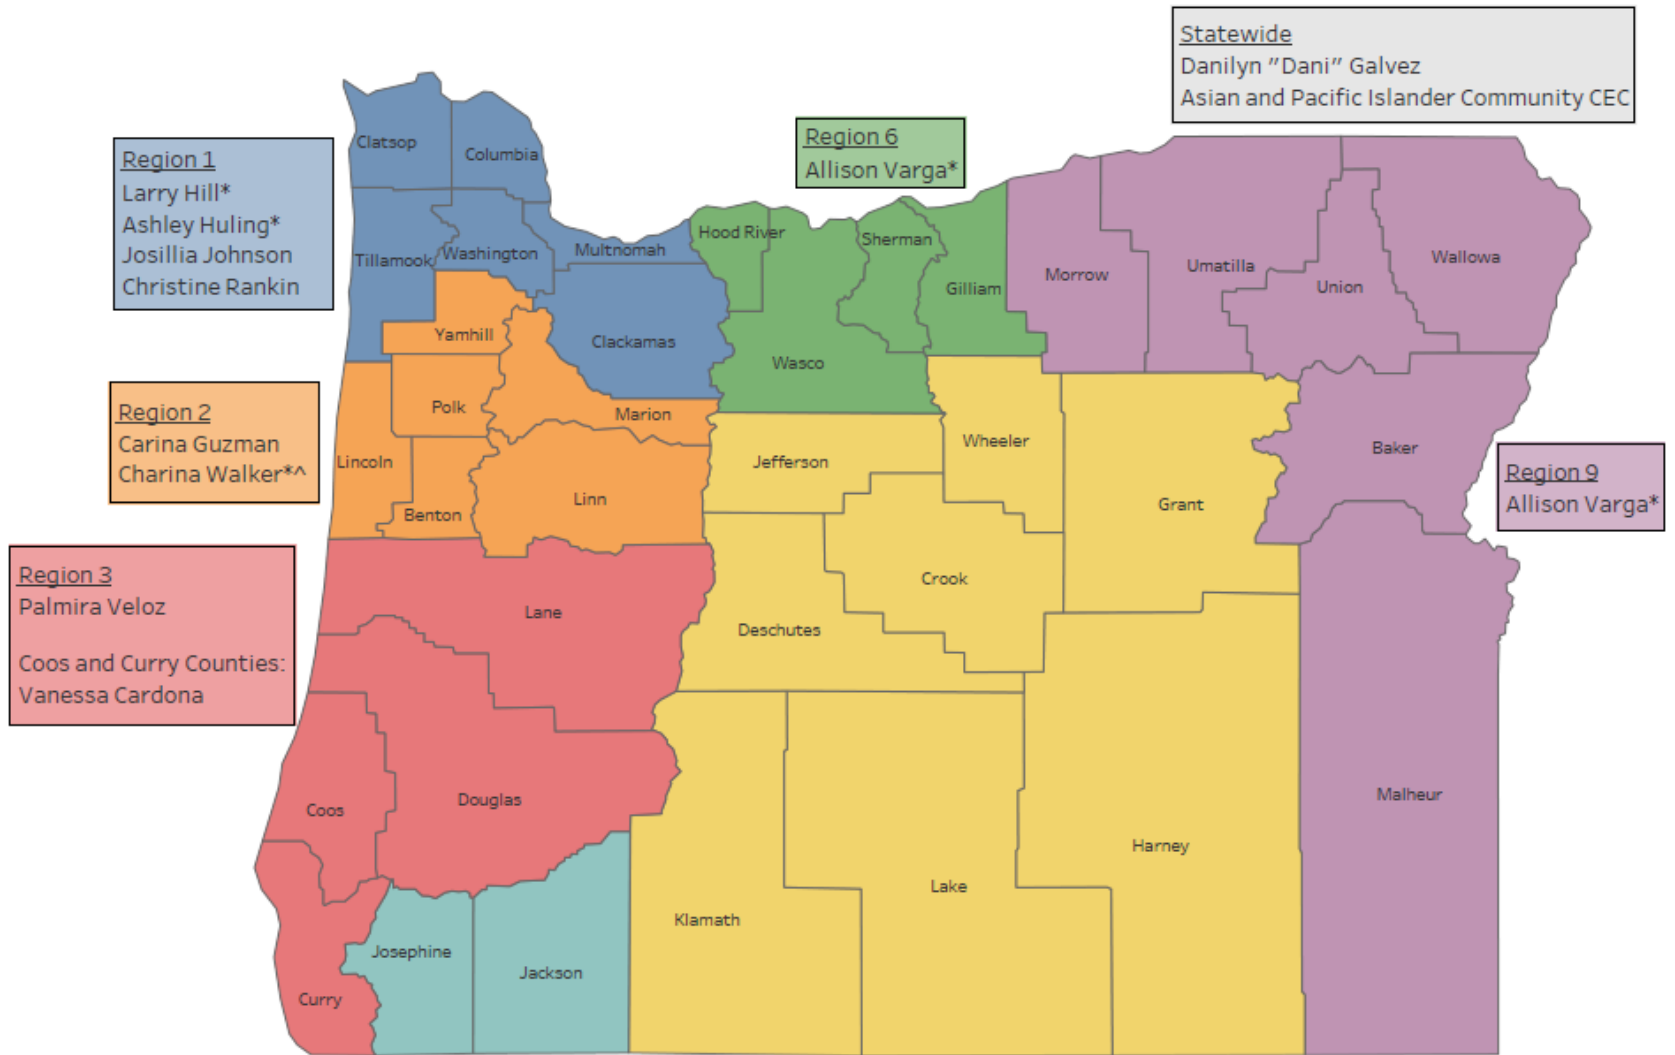 Statewide
Danilyn "Dani" Galvez
Asian and Pacific Islander Community CEC
Region 6
Allison Varga*
Region 1
Larry Hill*
Ashley Huling*
Josillia Johnson
Christine Rankin
Region 2
Carina Guzman
Charina Walker*^
Region 3
Palmira Veloz
Coos and Curry Counties:
Vanessa Cardona
Region 9
Allison Varga*
Clatsop
Columbia
Tillamook
Washington
Multnomah
Hood River
Sherman
Gilliam
Morrow
Umatilla
Union
Wallowa
Yamhill
Clackamas
Wasco
Polk
Marion
Lincoln
Benton
Linn
Jefferson
Wheeler
Grant
Baker
Lane
Deschutes
Crook
Coos
Douglas
Malheur
Harney
Lake
Klamath
Josephine
Jackson
Curry